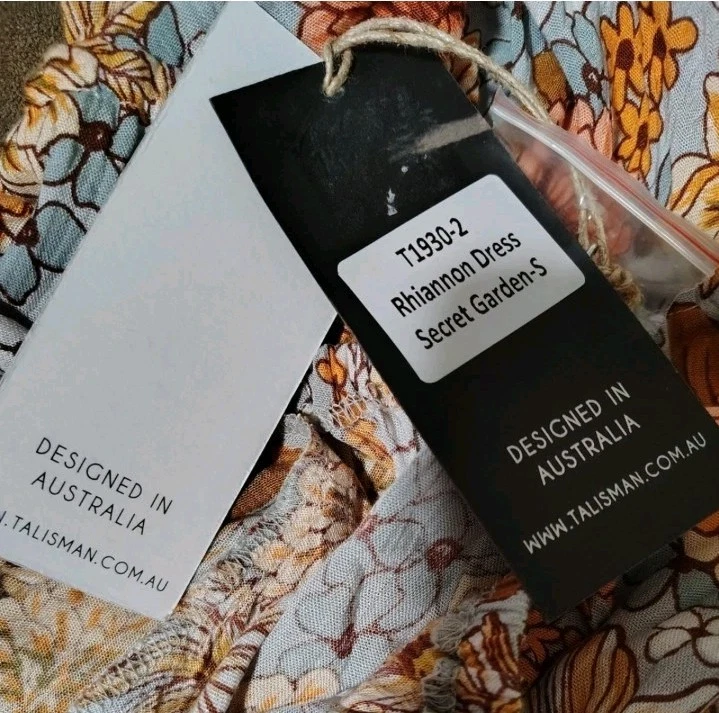 T1930-2
Rhiannon Dress
Secret Garden-S
DESIGNED IN
AUSTRALIA
WWW.TALISMAN.COM.AU
DESIGNED IN
AUSTRALIA
.TALISMAN.COM.AU